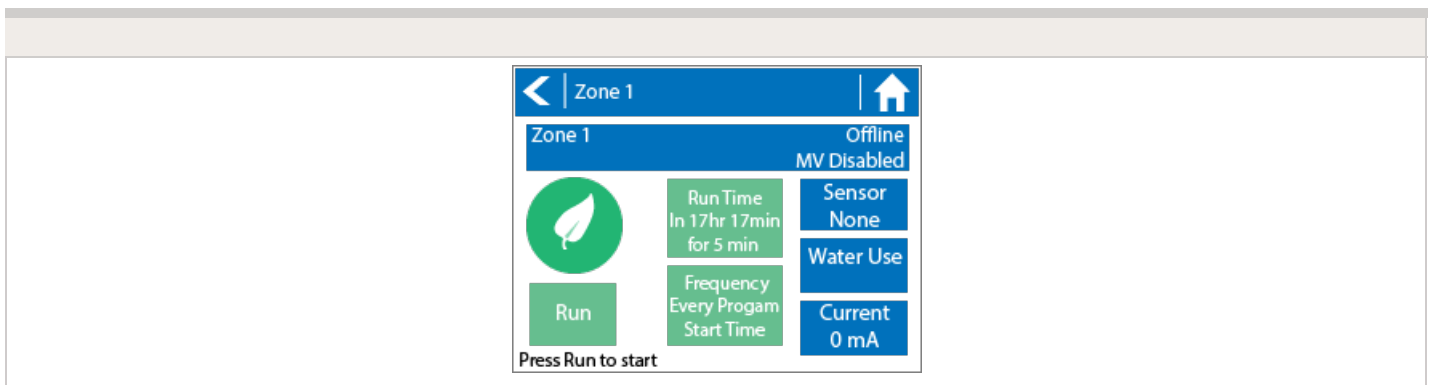 Zone 1
Zone 1
Offline
MV Disabled
Run Time
In 17hr 17min
for 5 min
Sensor
None
Water Use
Frequency
Every Progam
Start Time
Run
Current
0 mA
Press Run to start